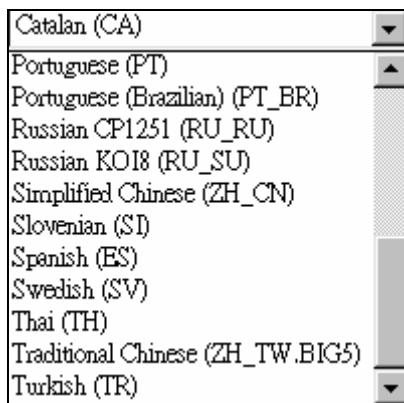 Catalan (CA)
Portuguese (PT)
Portuguese (Brazilian) (PT_BR)
Russian CP1251 (RU_RU)
Russian KOI8 (RU_SU)
Simplified Chinese (ZH_CN)
Slovenian (SI)
Spanish (ES)
Swedish (SV)
Thai (TH)
Traditional Chinese (ZH_TW.BIG5)
Turkish (TR)